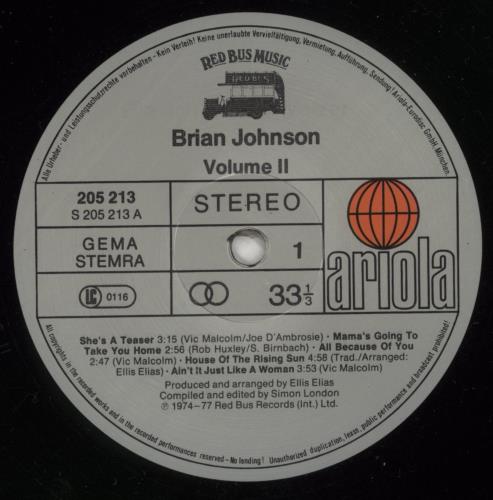 Alle Urheber- und Leistungsschutzrechte vorbehalten · Kein Verleih! Keine unerlaubte Vervielfältigung, Vermietung, Aufführung, Sendung! Ariola-Eurodisc GmbH, München.
RED BUS MUSIC
RED BUS
Brian Johnson
Volume II
205 213
S 205 213 A
STEREO
GEMA
STEMRA
1
LC 0116
33 1/3
ariola
She's A Teaser 3:15 (Vic Malcolm/Joe D'Ambrosie) · Mama's Going To
Take You Home 2:56 (Rob Huxley/S. Birnbach) · All Because Of You
2:47 (Vic Malcolm) · House Of The Rising Sun 4:58 (Trad./Arranged:
Ellis Elias) · Ain't It Just Like A Woman 3:53 (Vic Malcolm)
Produced and arranged by Ellis Elias
Compiled and edited by Simon London
℗ 1974–77 Red Bus Records (Int.) Ltd.
All copyrights in the recorded works and in the recorded performances reserved – No lending! – Unauthorized duplication, lease, public performance and broadcast prohibited!